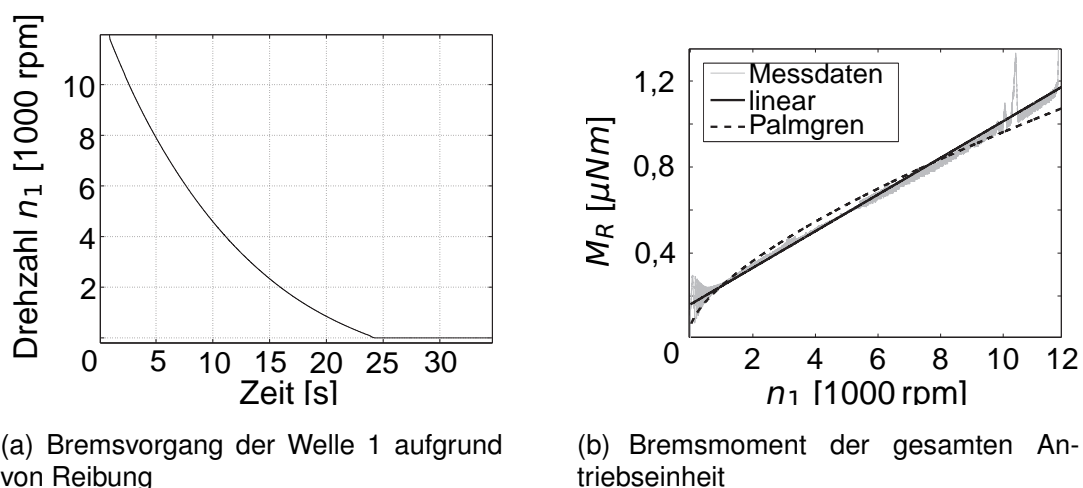 Drehzahl n1 [1000 rpm]
10
8
6
4
2
0
5
10
15
20
25
30
Zeit [s]
(a) Bremsvorgang der Welle 1 aufgrund
von Reibung
MR [µNm]
1,2
0,8
0,4
0
2
4
6
8
10
12
n1 [1000 rpm]
Messdaten
linear
Palmgren
(b) Bremsmoment der gesamten An-
triebseinheit